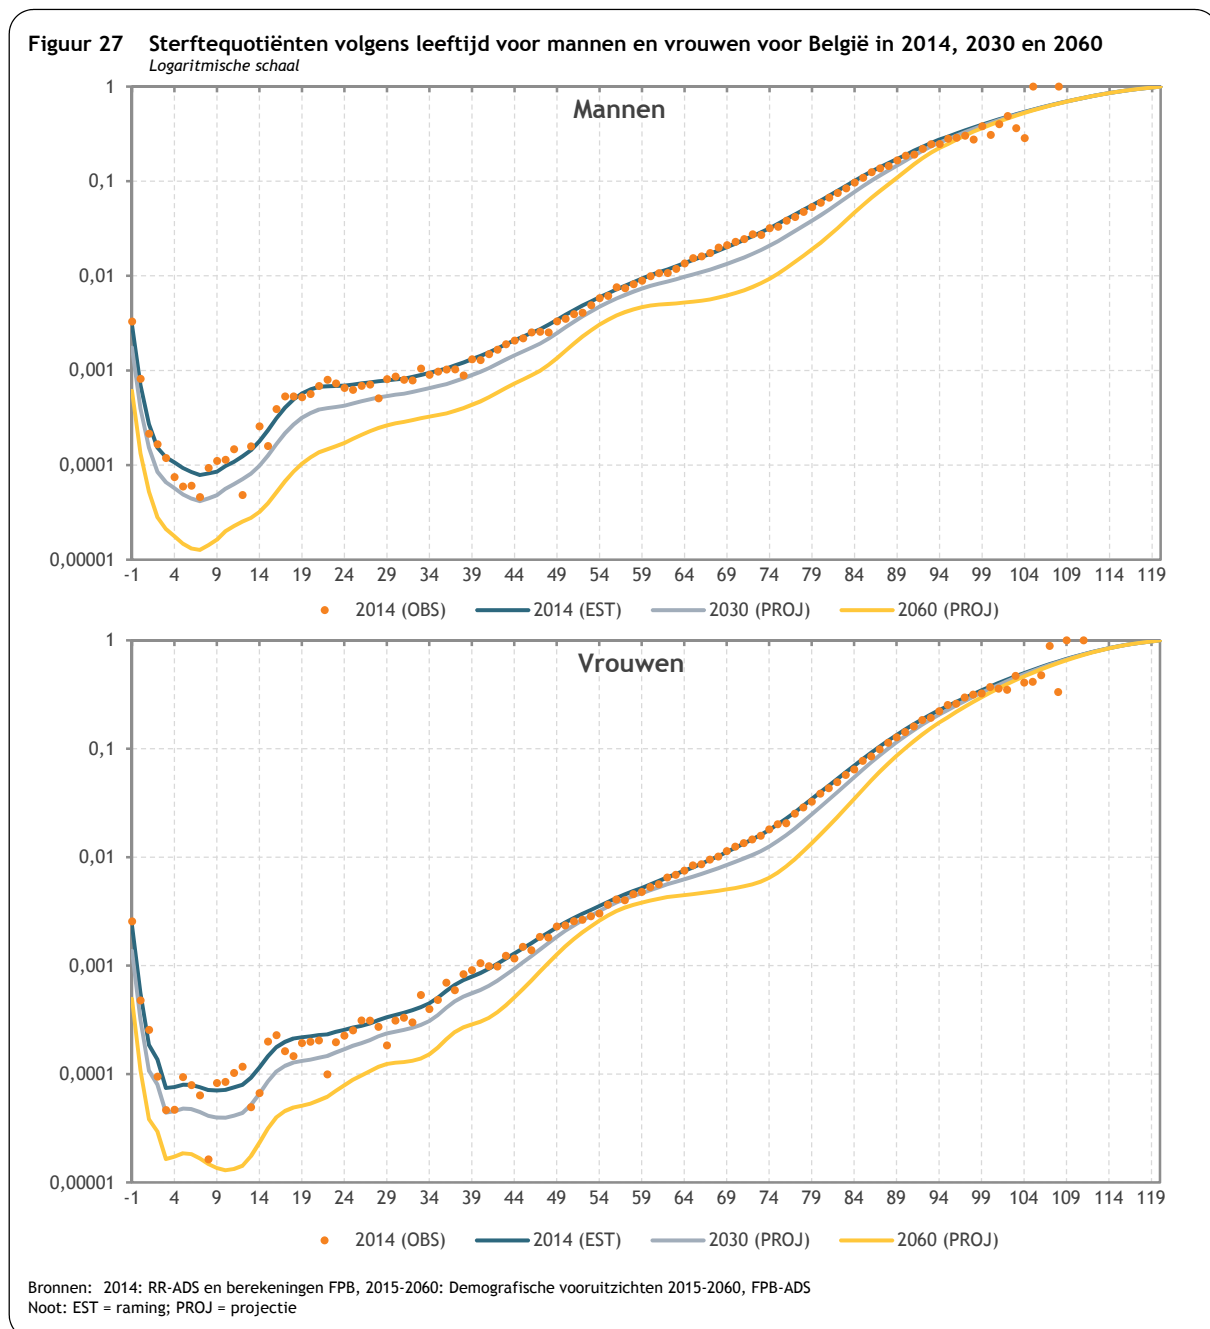 Figuur 27 Sterftequotiënten volgens leeftijd voor mannen en vrouwen voor België in 2014, 2030 en 2060
Logaritmische schaal
Mannen
1
0,1
0,01
0,001
0,0001
0,00001
-1 4 9 14 19 24 29 34 39 44 49 54 59 64 69 74 79 84 89 94 99 104 109 114 119
2014 (OBS) 2014 (EST) 2030 (PROJ) 2060 (PROJ)
Vrouwen
1
0,1
0,01
0,001
0,0001
0,00001
-1 4 9 14 19 24 29 34 39 44 49 54 59 64 69 74 79 84 89 94 99 104 109 114 119
2014 (OBS) 2014 (EST) 2030 (PROJ) 2060 (PROJ)
Bronnen: 2014: RR-ADS en berekeningen FPB, 2015-2060: Demografische vooruitzichten 2015-2060, FPB-ADS
Noot: EST = raming; PROJ = projectie